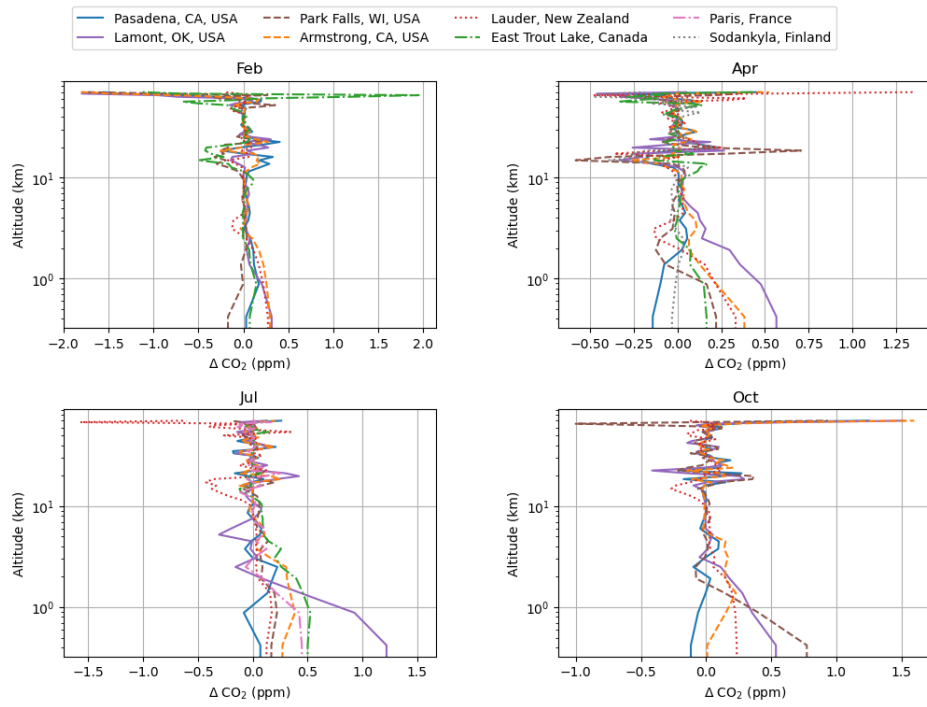 Pasadena, CA, USA
Park Falls, WI, USA
Lauder, New Zealand
Paris, France
Lamont, OK, USA
Armstrong, CA, USA
East Trout Lake, Canada
Sodankyla, Finland
Feb
Altitude (km)
10¹
10⁰
−2.0 −1.5 −1.0 −0.5 0.0 0.5 1.0 1.5 2.0
Δ CO₂ (ppm)
Apr
Altitude (km)
10¹
10⁰
−0.50 −0.25 0.00 0.25 0.50 0.75 1.00 1.25
Δ CO₂ (ppm)
Jul
Altitude (km)
10¹
10⁰
−1.5 −1.0 −0.5 0.0 0.5 1.0 1.5
Δ CO₂ (ppm)
Oct
Altitude (km)
10¹
10⁰
−1.0 −0.5 0.0 0.5 1.0 1.5
Δ CO₂ (ppm)